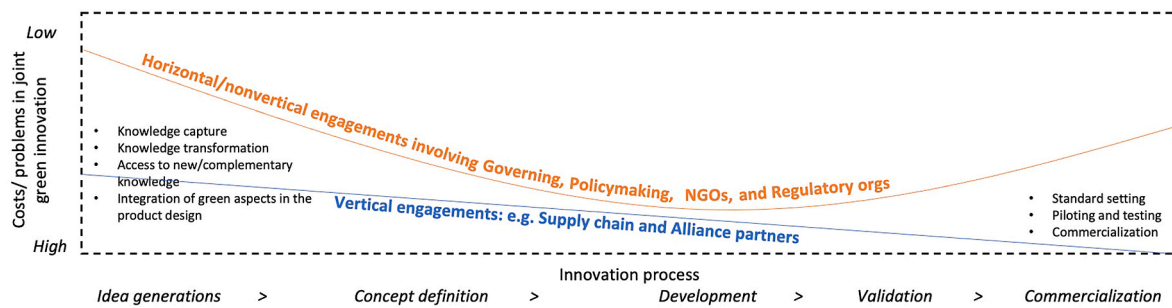 Low
Costs/ problems in joint
green innovation
High
Horizontal/nonvertical engagements involving Governing, Policymaking, NGOs, and Regulatory orgs
• Knowledge capture
• Knowledge transformation
• Access to new/complementary
knowledge
• Integration of green aspects in the
product design
Vertical engagements: e.g. Supply chain and Alliance partners
• Standard setting
• Piloting and testing
• Commercialization
Innovation process
Idea generations > Concept definition > Development > Validation > Commercialization